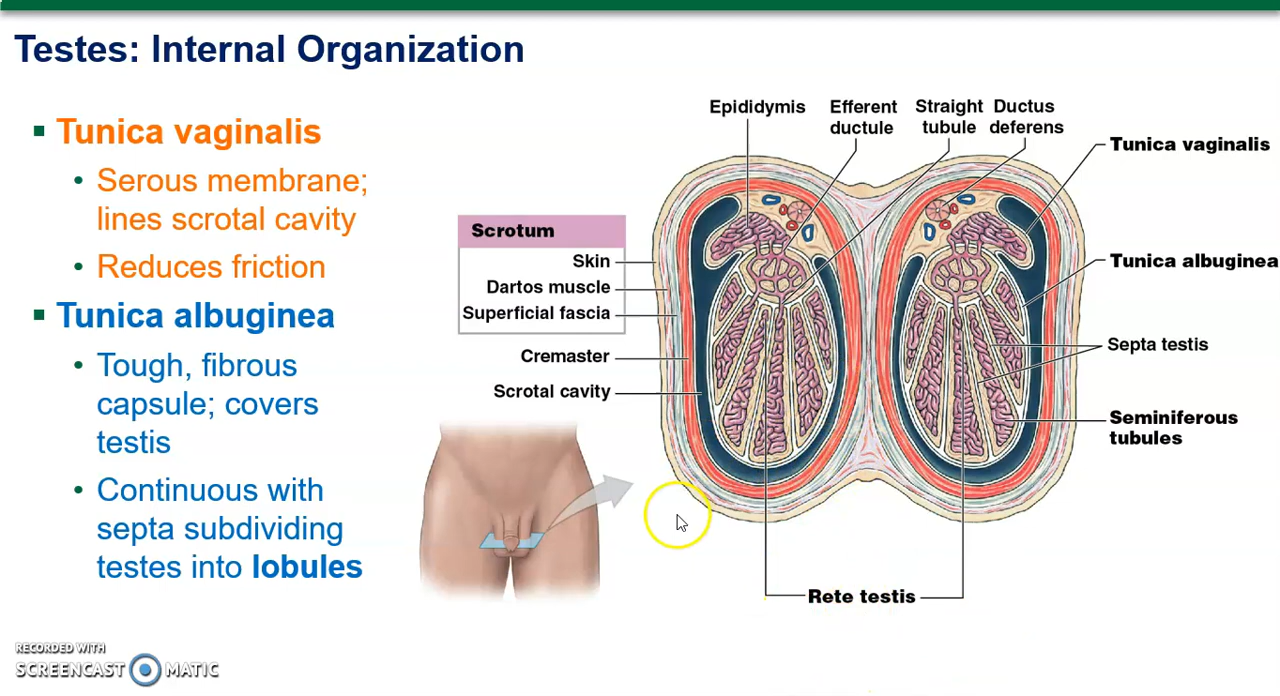 Testes: Internal Organization
Tunica vaginalis
Serous membrane;
lines scrotal cavity
Reduces friction
Tunica albuginea
Tough, fibrous
capsule; covers
testis
Continuous with
septa subdividing
testes into lobules
Epididymis
Efferent
ductule
Straight
tubule
Ductus
deferens
Tunica vaginalis
Scrotum
Skin
Dartos muscle
Superficial fascia
Cremaster
Scrotal cavity
Tunica albuginea
Septa testis
Seminiferous
tubules
Rete testis
RECORDED WITH
SCREENCAST MATIC